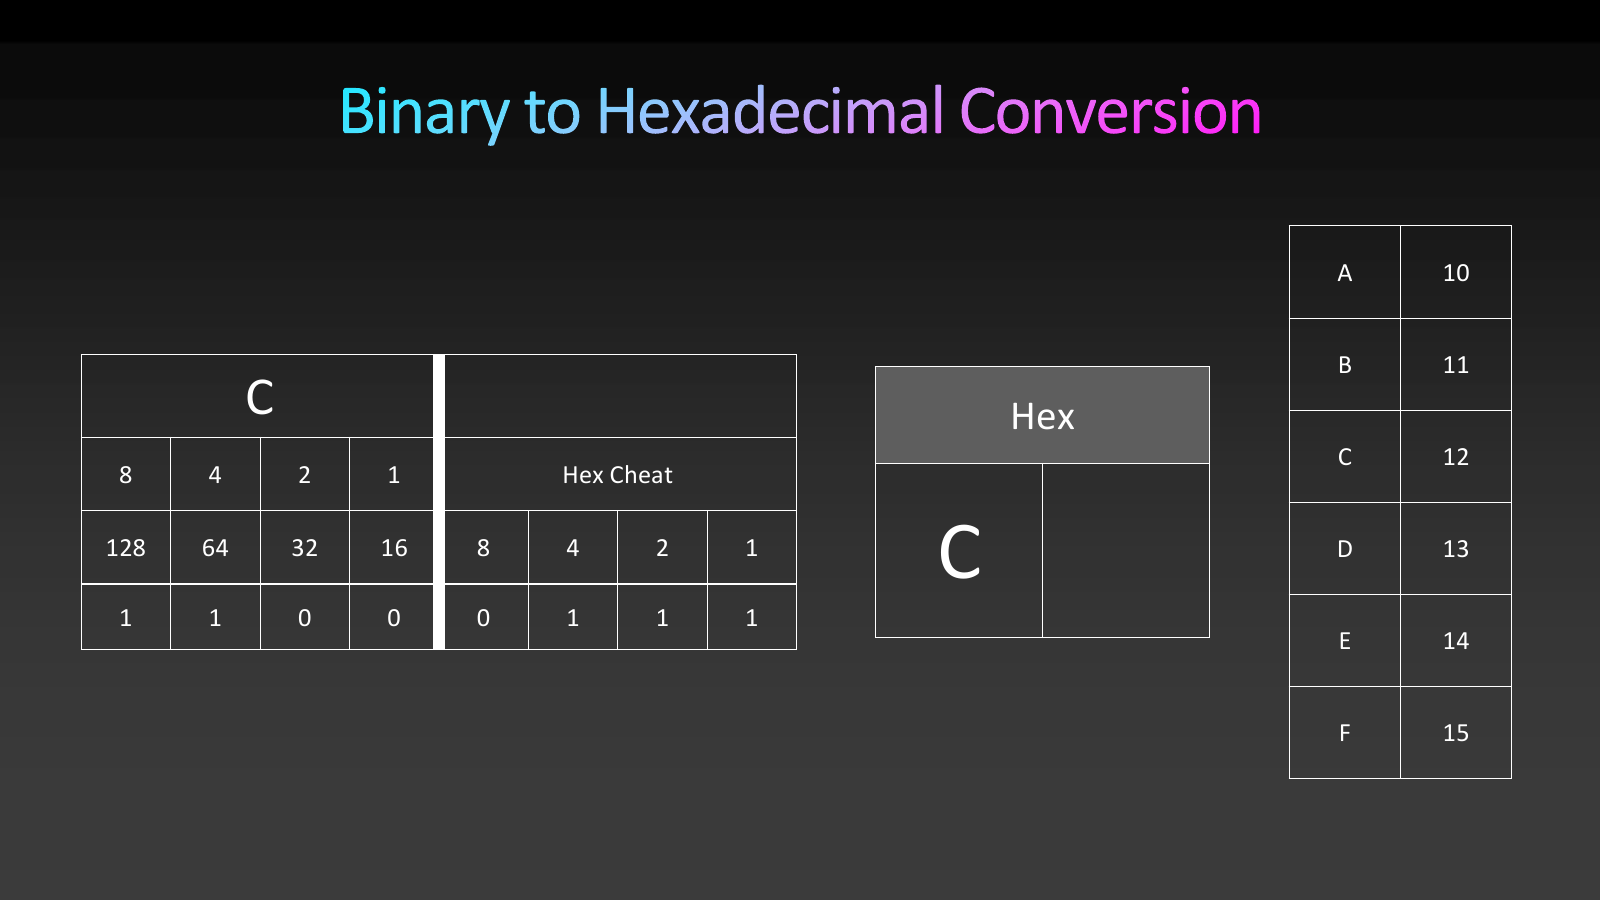 Binary to Hexadecimal Conversion
C
8 4 2 1 Hex Cheat
128 64 32 16 8 4 2 1
1 1 0 0 0 1 1 1
Hex
C
A 10
B 11
C 12
D 13
E 14
F 15